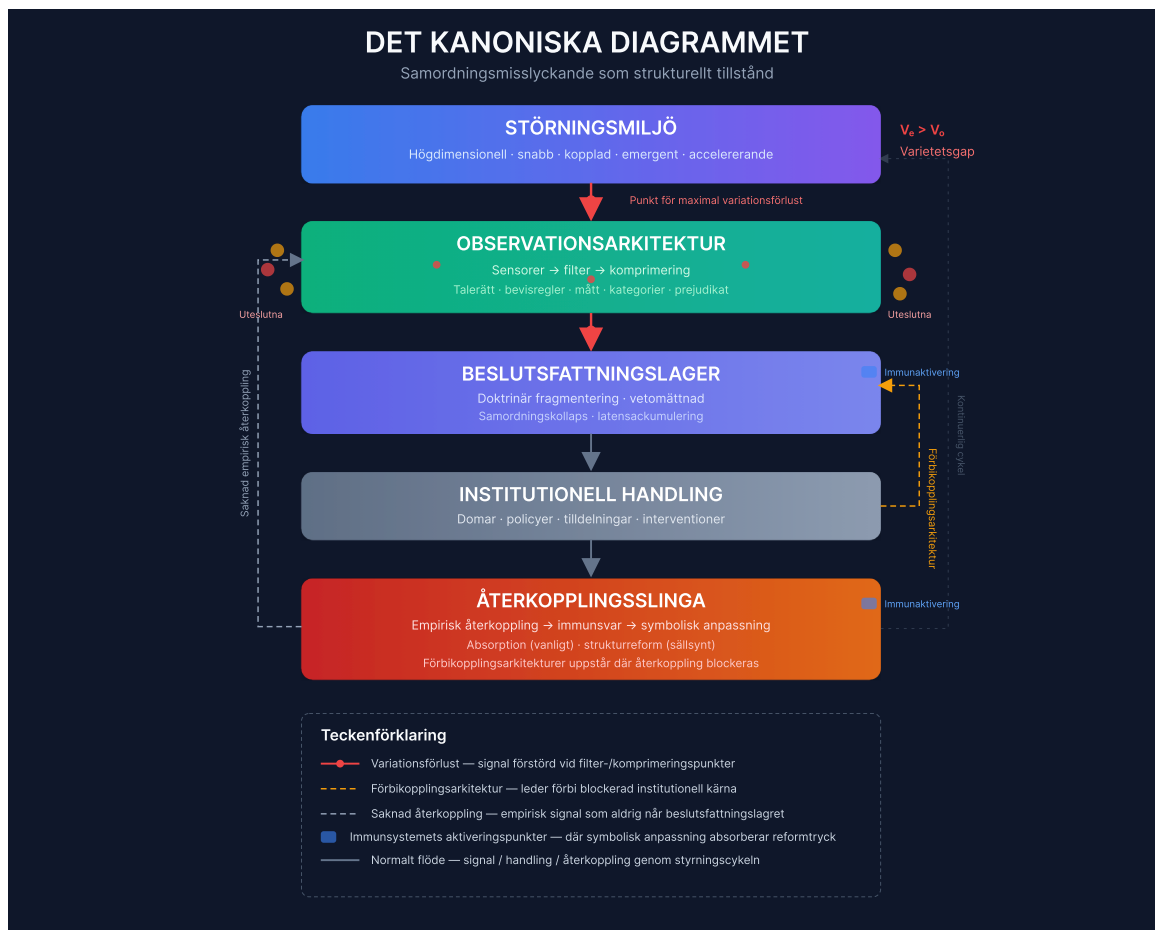 DET KANONISKA DIAGRAMMET
Samordningsmisslyckande som strukturellt tillstånd
STÖRNINGSMILJÖ
Högdimensionell · snabb · kopplad · emergent · accelererande
Vₑ > Vₒ
Varietetsgap
Punkt för maximal variationsförlust
OBSERVATIONSARKITEKTUR
Sensorer → filter → komprimering
Talerätt · bevisregler · mått · kategorier · prejudikat
Uteslutna
Uteslutna
BESLUTSFATTNINGSLAGER
Doktrinär fragmentering · vetomättnad
Samordningskollaps · latensackumulering
Immunaktivering
Saknad empirisk återkoppling
Kontinuerlig cykel
Förbikopplingsarkitektur
INSTITUTIONELL HANDLING
Domar · policyer · tilldelningar · interventioner
ÅTERKOPPLINGSSLINGA
Empirisk återkoppling → immunsvar → symbolisk anpassning
Absorption (vanligt) · strukturreform (sällsynt)
Förbikopplingsarkitekturer uppstår där återkoppling blockeras
Immunaktivering
Teckenförklaring
Variationsförlust — signal förstörd vid filter-/komprimeringspunkter
Förbikopplingsarkitektur — leder förbi blockerad institutionell kärna
Saknad återkoppling — empirisk signal som aldrig når beslutsfattningslagret
Immunsystemets aktiveringspunkter — där symbolisk anpassning absorberar reformtryck
Normalt flöde — signal / handling / återkoppling genom styrningscykeln